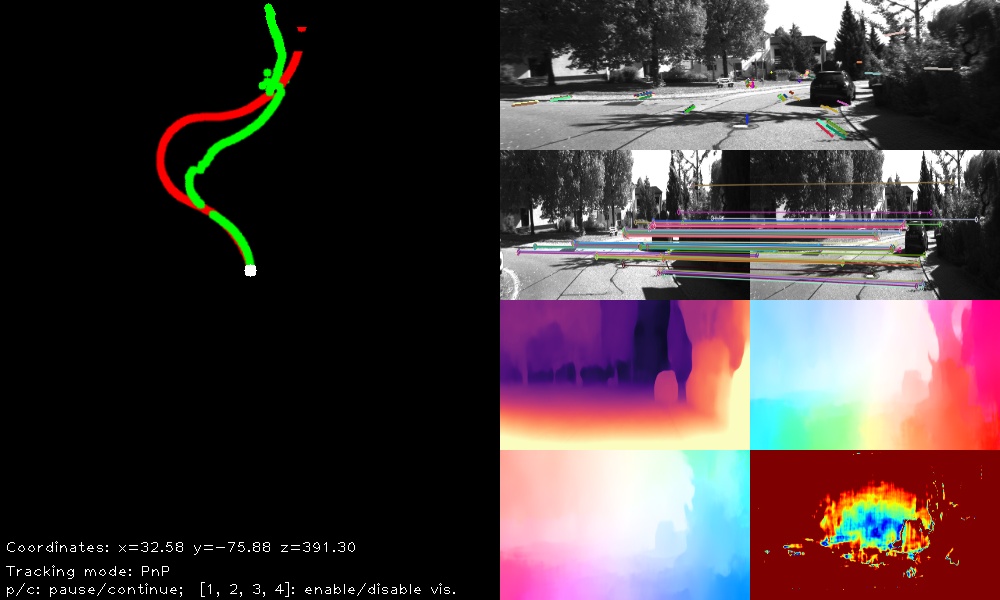 Coordinates: x=32.58 y=−75.88 z=391.30
Tracking mode: PnP
p/c: pause/continue; [1, 2, 3, 4]: enable/disable vis.